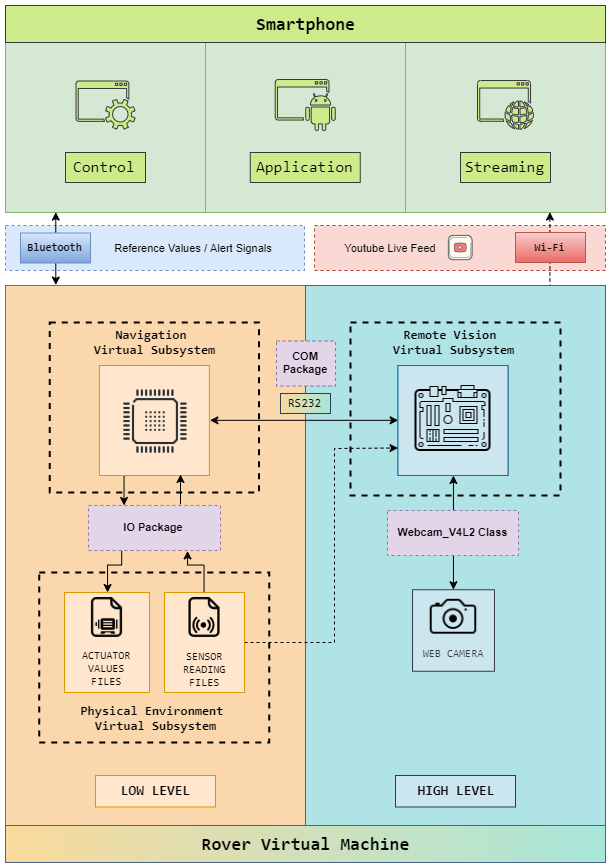 Smartphone
Control
Application
Streaming
Bluetooth
Reference Values / Alert Signals
Youtube Live Feed
Wi-Fi
Navigation
Virtual Subsystem
COM
Package
RS232
Remote Vision
Virtual Subsystem
IO Package
Webcam_V4L2 Class
ACTUATOR
VALUES
FILES
SENSOR
READING
FILES
WEB CAMERA
Physical Environment
Virtual Subsystem
LOW LEVEL
HIGH LEVEL
Rover Virtual Machine